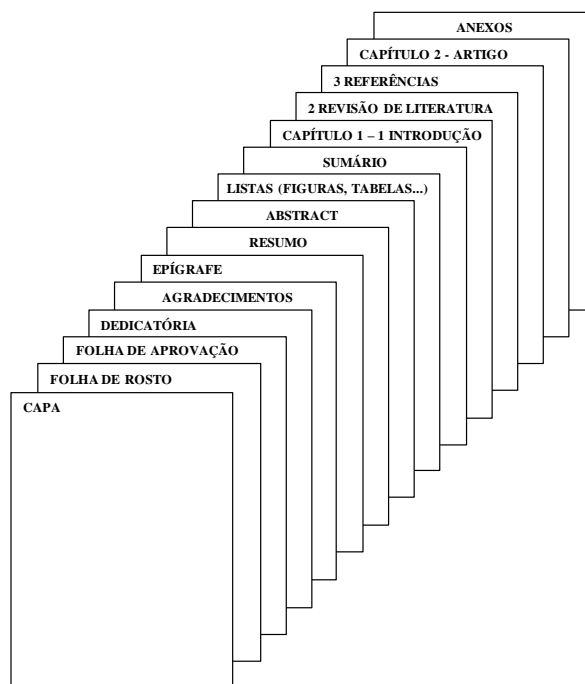 ANEXOS
CAPÍTULO 2 - ARTIGO
3 REFERÊNCIAS
2 REVISÃO DE LITERATURA
CAPÍTULO 1 – 1 INTRODUÇÃO
SUMÁRIO
LISTAS (FIGURAS, TABELAS...)
ABSTRACT
RESUMO
EPÍGRAFE
AGRADECIMENTOS
DEDICATÓRIA
FOLHA DE APROVAÇÃO
FOLHA DE ROSTO
CAPA